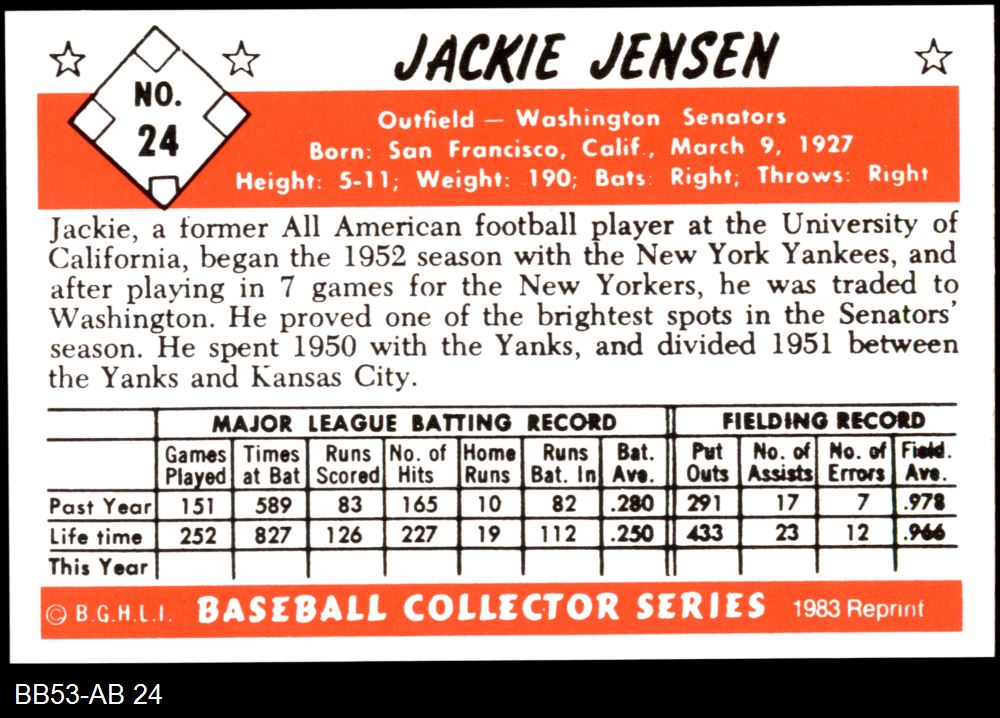 JACKIE JENSEN
NO.
24
Outfield — Washington Senators
Born: San Francisco, Calif., March 9, 1927
Height: 5-11; Weight: 190; Bats: Right; Throws: Right
Jackie, a former All American football player at the University of
California, began the 1952 season with the New York Yankees, and
after playing in 7 games for the New Yorkers, he was traded to
Washington. He proved one of the brightest spots in the Senators'
season. He spent 1950 with the Yanks, and divided 1951 between
the Yanks and Kansas City.
MAJOR LEAGUE BATTING RECORD FIELDING RECORD
Games Times Runs No. of Home Runs Bat. Put No. of No. of Field.
Played at Bat Scored Hits Runs Bat. In Ave. Outs Assists Errors Ave.
Past Year 151 589 83 165 10 82 .280 291 17 7 .978
Life time 252 827 126 227 19 112 .250 433 23 12 .966
This Year
© B.G.H.L.I. BASEBALL COLLECTOR SERIES 1983 Reprint
BB53-AB 24